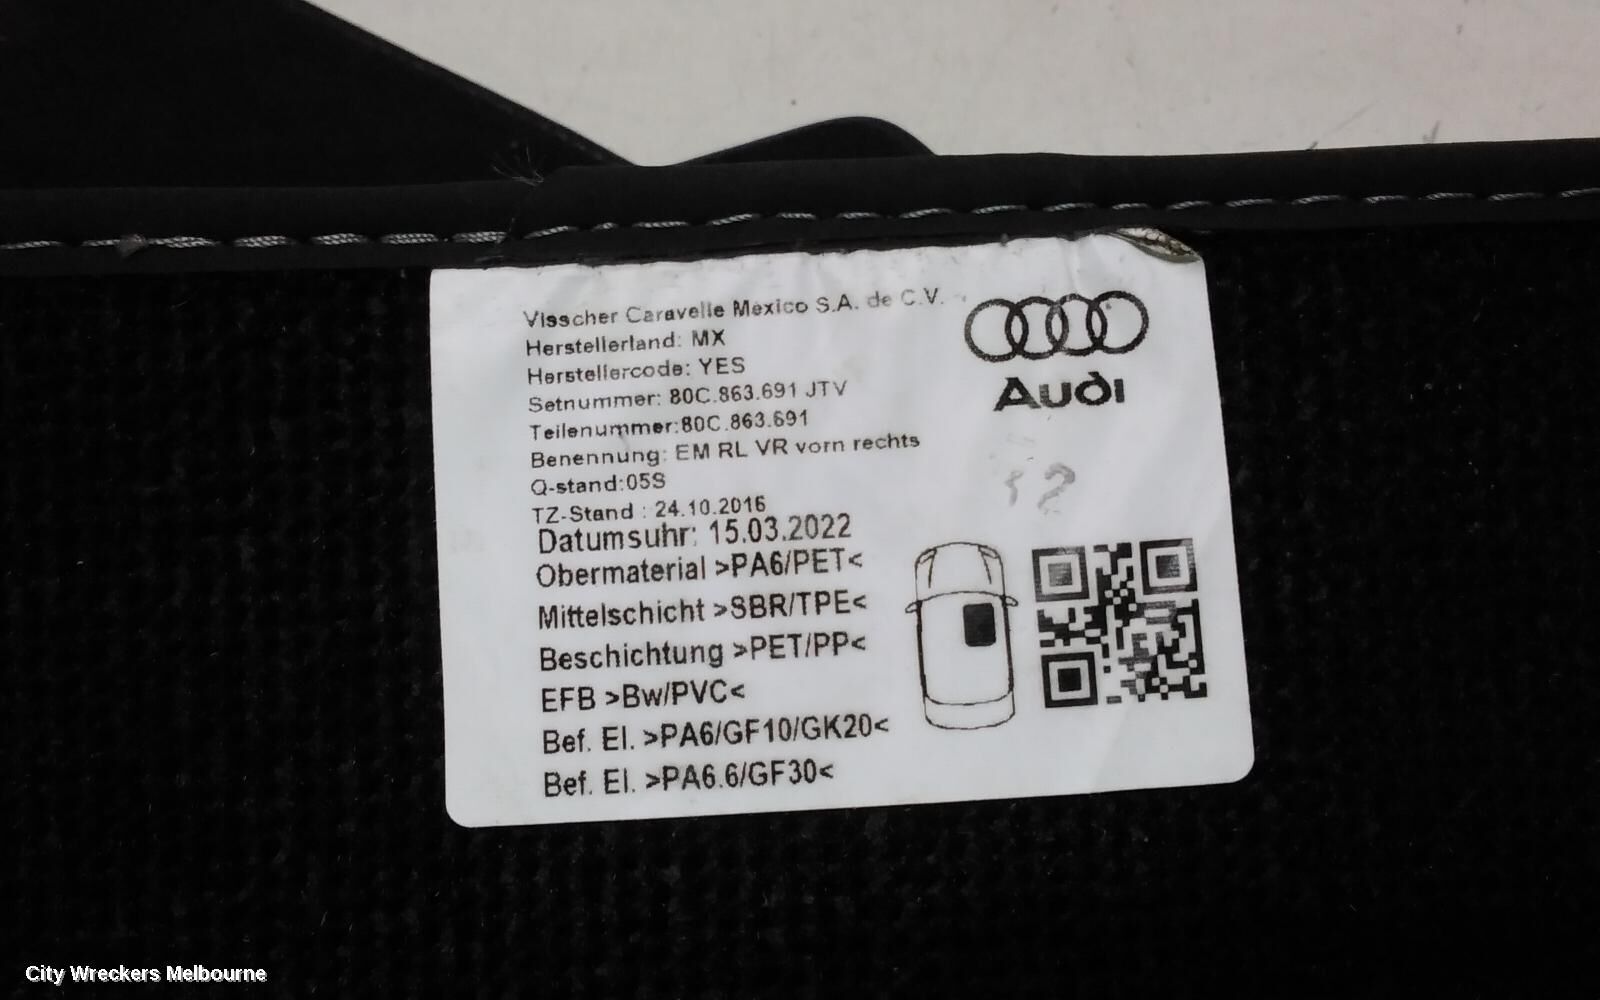 Visscher Caravelle Mexico S.A. de C.V.
Herstellerland: MX
Herstellercode: YES
Setnummer: 80C.863.691 JTV
Teilenummer:80C.863.691
Benennung: EM RL VR vorn rechts
Q-stand:05S
TZ-Stand : 24.10.2016
Datumsuhr: 15.03.2022
Obermaterial >PA6/PET<
Mittelschicht >SBR/TPE<
Beschichtung >PET/PP<
EFB >Bw/PVC<
Bef. El. >PA6/GF10/GK20<
Bef. El. >PA6.6/GF30<
Audi
City Wreckers Melbourne